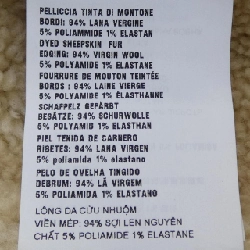 PELLICCIA TINTA DI MONTONE
BORDI: 94% LANA VERGINE
5% POLIAMMIDE 1% ELASTAN
DYED SHEEPSKIN FUR
EDGING: 94% VIRGIN WOOL
5% POLYAMIDE 1% ELASTANE
FOURRURE DE MOUTON TEINTÉE
BORDS : 94% LAINE VIERGE
5% POLYAMIDE 1% ÉLASTHANNE
SCHAFFELZ GEFÄRBT
BESÄTZE: 94% SCHURWOLLE
5% POLYAMID 1% ELASTHAN
PIEL TENIDA DE CARNERO
RIBETES: 94% LANA VIRGEN
5% poliamida 1% elastano
PELO DE OVELHA TINGIDO
DEBRUM: 94% LÃ VIRGEM
5% POLIAMIDA 1% ELASTANO
LÔNG DA CỪU NHUỘM
VIỀN MÉP: 94% SỢI LEN NGUYÊN
CHẤT 5% POLIAMIDE 1% ELASTANE